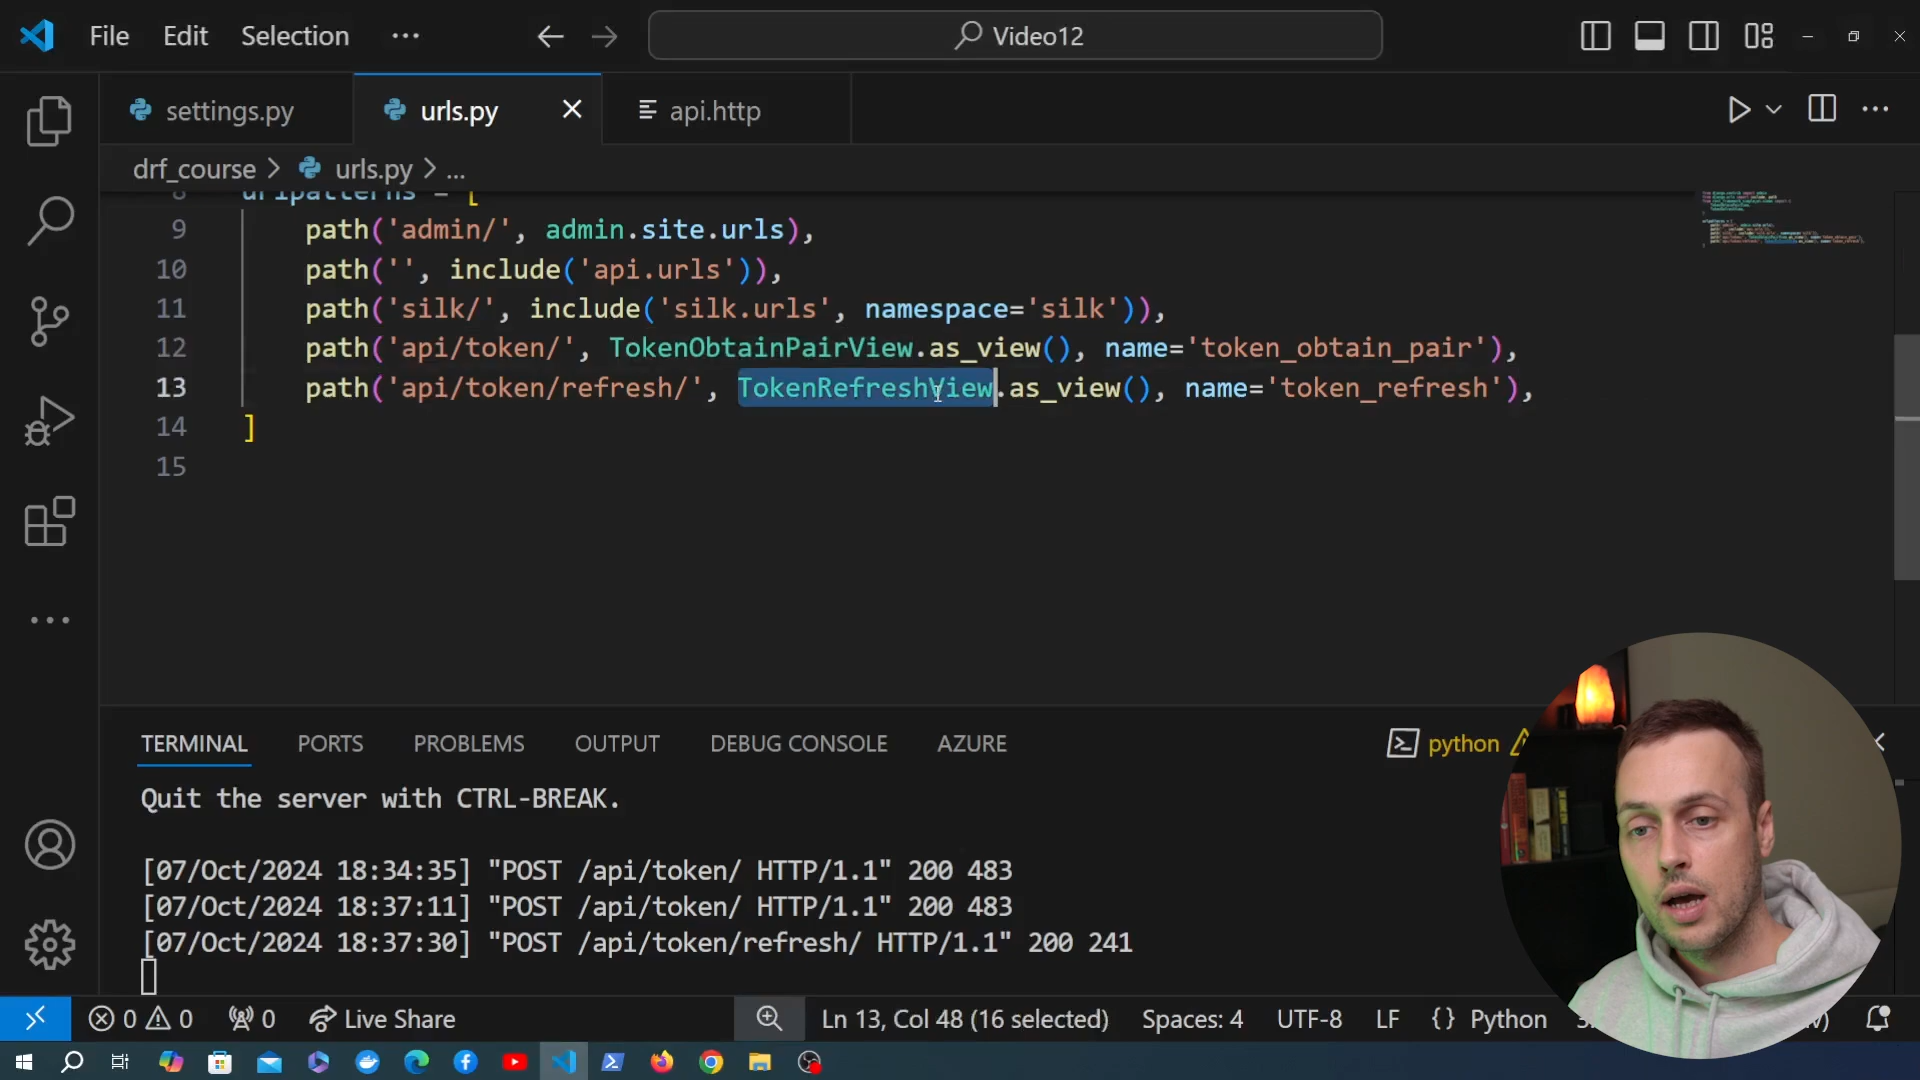 File Edit Selection ... Video12
settings.py urls.py api.http
drf_course > urls.py > ...
8 urlpatterns = [
9 path('admin/', admin.site.urls),
10 path('', include('api.urls')),
11 path('silk/', include('silk.urls', namespace='silk')),
12 path('api/token/', TokenObtainPairView.as_view(), name='token_obtain_pair'),
13 path('api/token/refresh/', TokenRefreshView.as_view(), name='token_refresh'),
14 ]
15
TERMINAL PORTS PROBLEMS OUTPUT DEBUG CONSOLE AZURE python
Quit the server with CTRL-BREAK.
[07/Oct/2024 18:34:35] "POST /api/token/ HTTP/1.1" 200 483
[07/Oct/2024 18:37:11] "POST /api/token/ HTTP/1.1" 200 483
[07/Oct/2024 18:37:30] "POST /api/token/refresh/ HTTP/1.1" 200 241
0 0 0 Live Share Ln 13, Col 48 (16 selected) Spaces: 4 UTF-8 LF {} Python